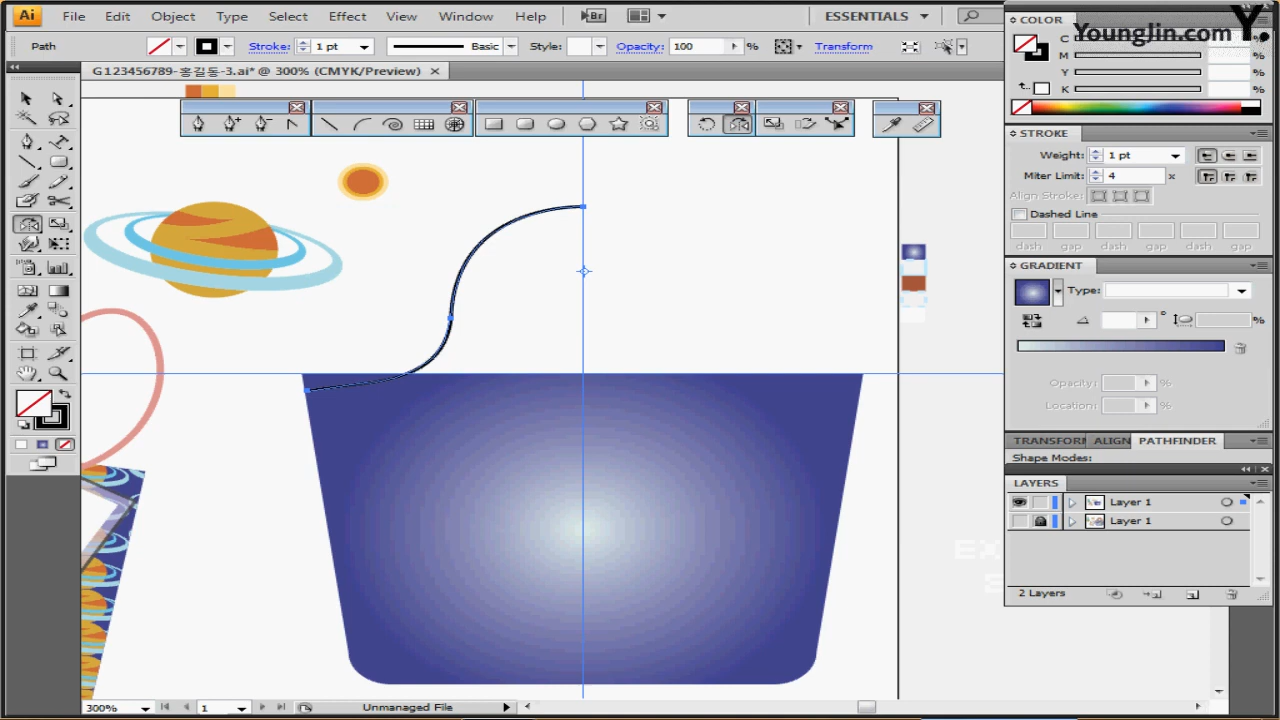 Ai File Edit Object Type Select Effect View Window Help Br ESSENTIALS
Path Stroke: 1 pt Basic Style: Opacity: 100 % Transform
G123456789-홍길동-3.ai* @ 300% (CMYK/Preview)
COLOR
YoungJin.com Y.
C %
M %
Y %
K %
STROKE
Weight: 1 pt
Miter Limit: 4 x
Align Stroke:
Dashed Line
dash gap dash gap dash gap
GRADIENT
Type:
° %
Opacity: %
Location: %
TRANSFORM ALIGN PATHFINDER
Shape Modes:
LAYERS
Layer 1
Layer 1
2 Layers
300% 1 Unmanaged File